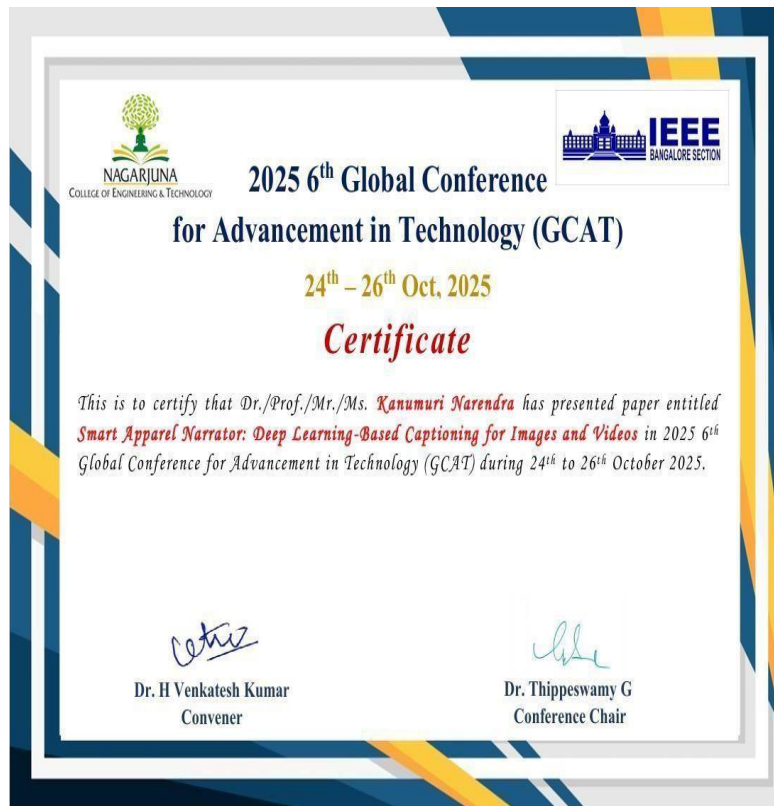 NAGARJUNA
COLLEGE OF ENGINEERING & TECHNOLOGY
IEEE
BANGALORE SECTION
2025 6th Global Conference
for Advancement in Technology (GCAT)
24th – 26th Oct, 2025
Certificate
This is to certify that Dr./Prof./Mr./Ms. Kanumuri Narendra has presented paper entitled
Smart Apparel Narrator: Deep Learning-Based Captioning for Images and Videos in 2025 6th
Global Conference for Advancement in Technology (GCAT) during 24th to 26th October 2025.
Dr. H Venkatesh Kumar
Convener
Dr. Thippeswamy G
Conference Chair